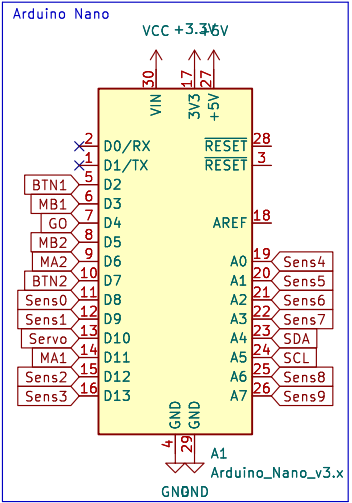 Arduino Nano
VCC +3.3V +5V
30 17 27
VIN 3V3 +5V
2 D0/RX RESET 28
1 D1/TX RESET 3
BTN1 5 D2
MB1 6 D3
GO 7 D4 AREF 18
MB2 8 D5
MA2 9 D6 A0 19 Sens4
BTN2 10 D7 A1 20 Sens5
Sens0 11 D8 A2 21 Sens6
Sens1 12 D9 A3 22 Sens7
Servo 13 D10 A4 23 SDA
MA1 14 D11 A5 24 SCL
Sens2 15 D12 A6 25 Sens8
Sens3 16 D13 A7 26 Sens9
GND GND
4 29
A1
Arduino_Nano_v3.x
GND GND